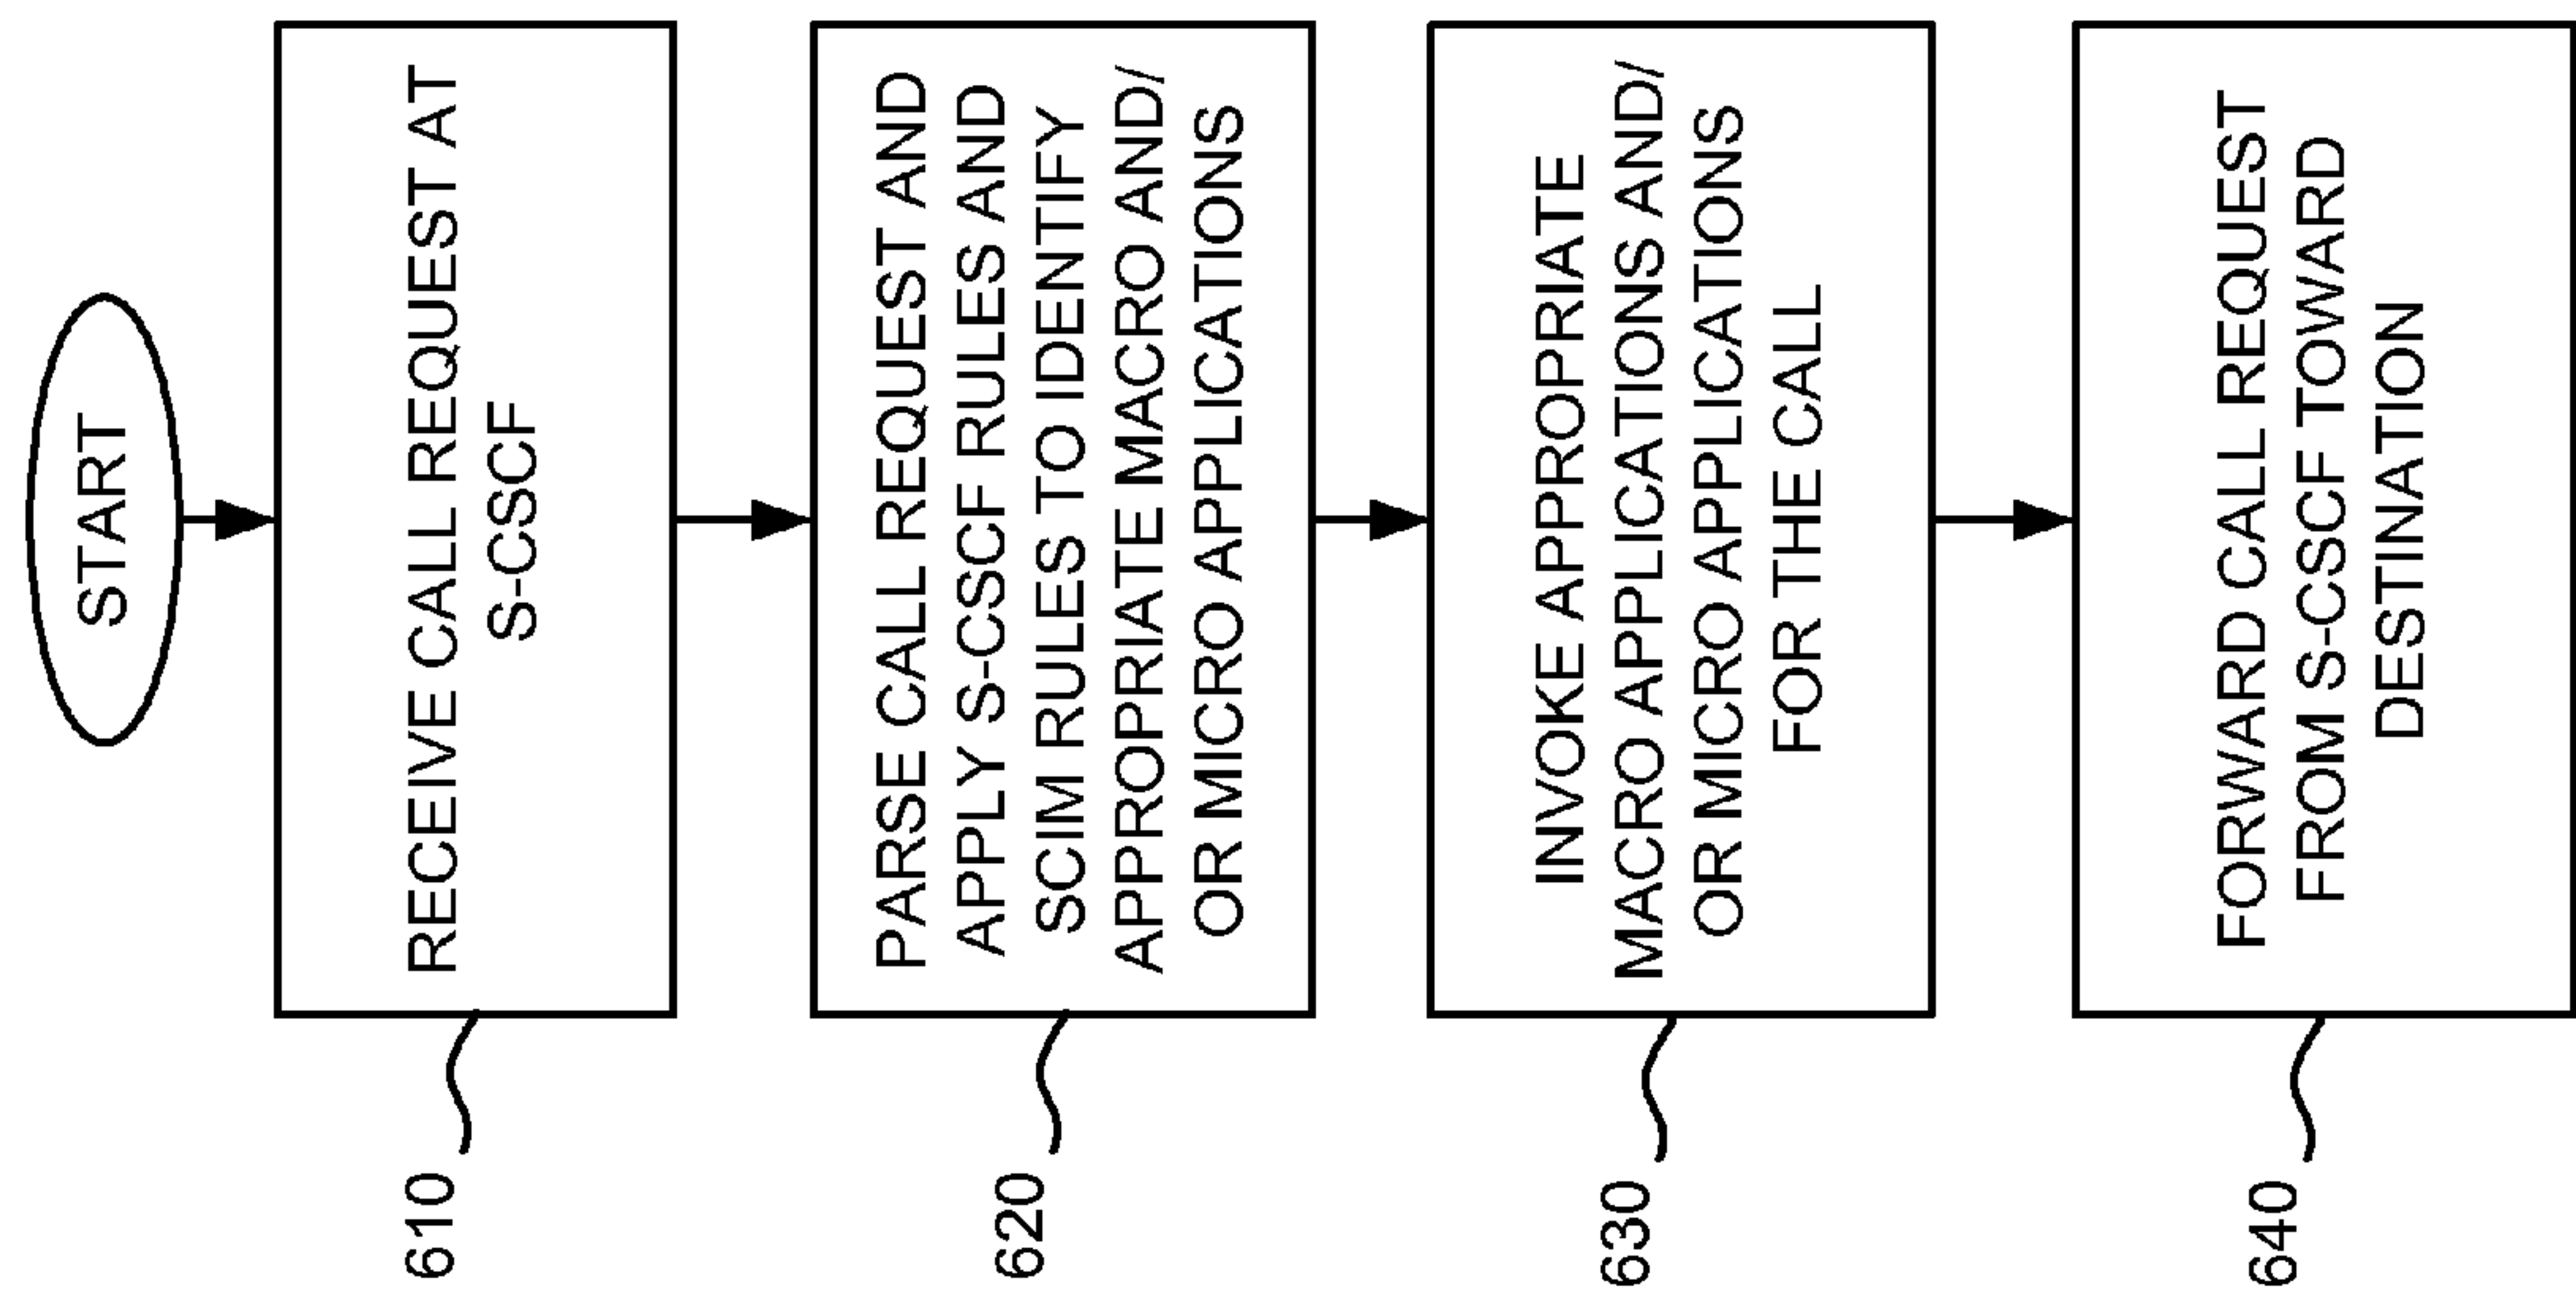 START
RECEIVE CALL REQUEST AT
S-CSCF
610
PARSE CALL REQUEST AND
APPLY S-CSCF RULES AND
SCIM RULES TO IDENTIFY
APPROPRIATE MACRO AND/
OR MICRO APPLICATIONS
620
INVOKE APPROPRIATE
MACRO APPLICATIONS AND/
OR MICRO APPLICATIONS
FOR THE CALL
630
FORWARD CALL REQUEST
FROM S-CSCF TOWARD
DESTINATION
640